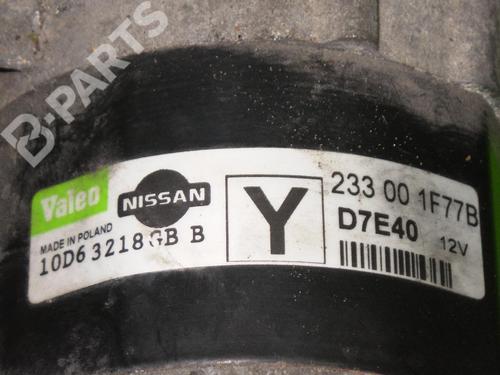 B-PARTS
Valeo
NISSAN
MADE IN POLAND
10D6 3218GB B
Y
233 00 1F77B
D7E40
12V